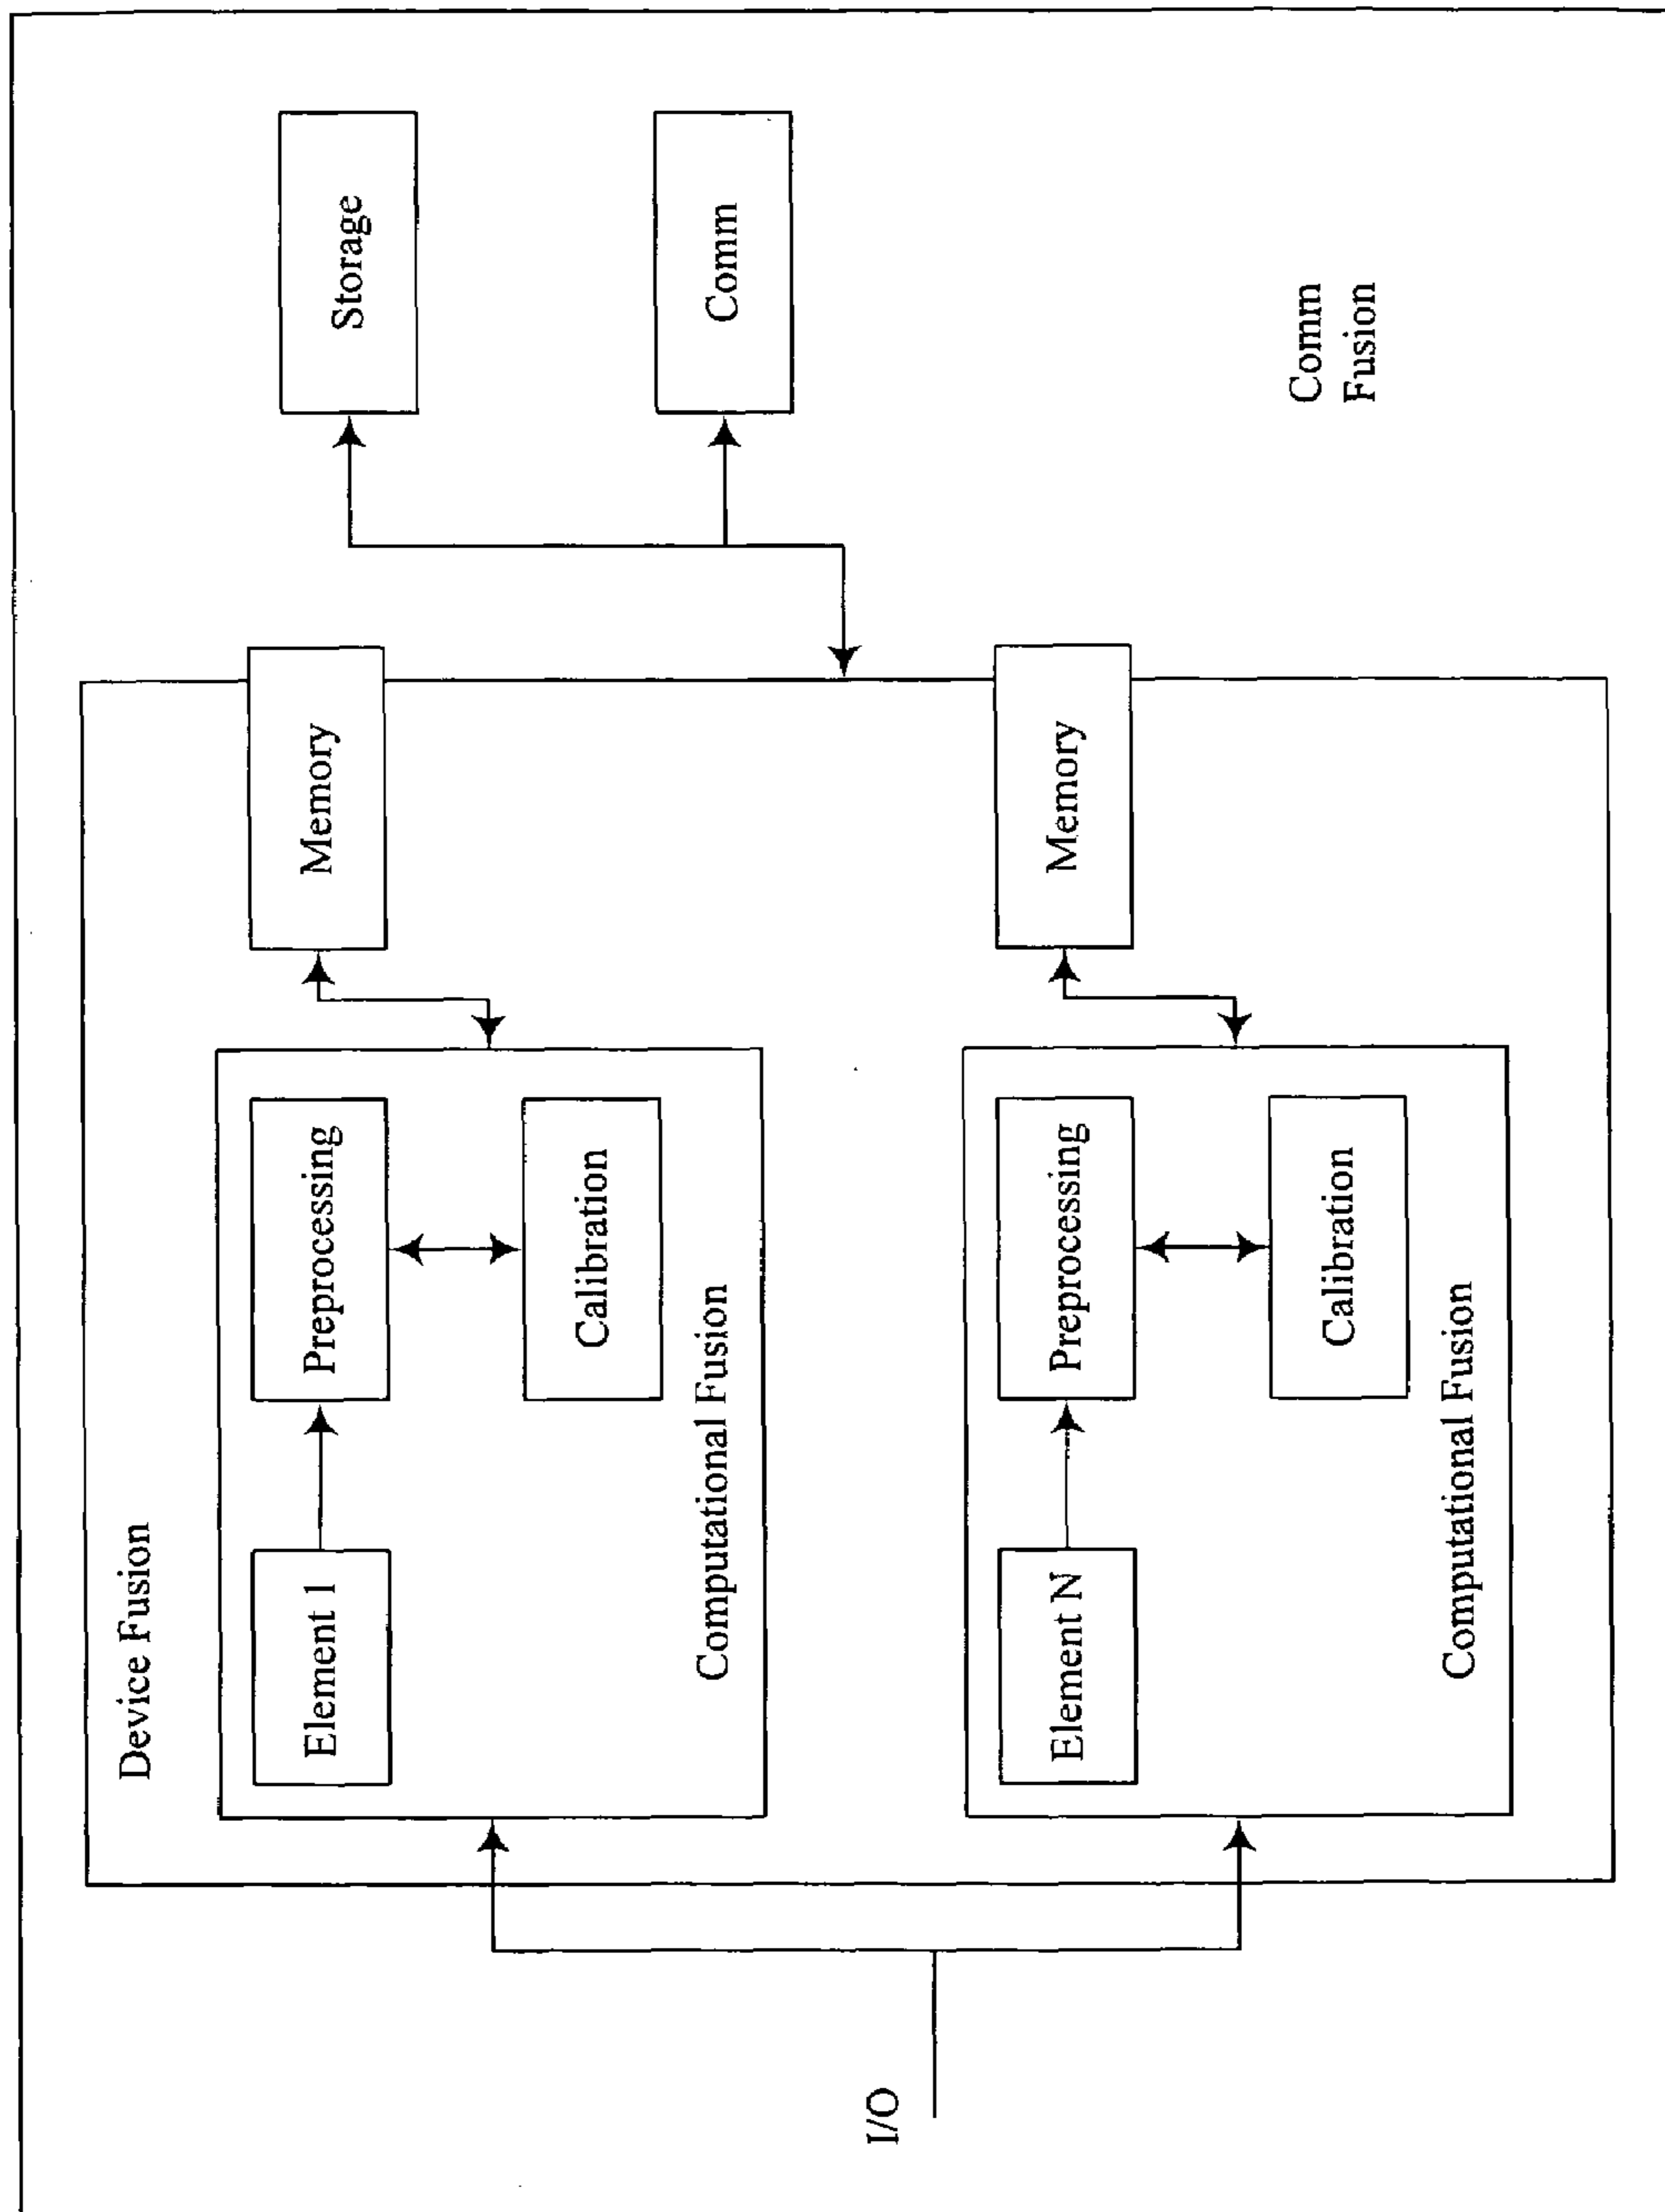 Device Fusion
Element 1
Preprocessing
Calibration
Computational Fusion
Memory
Storage
Comm
I/O
Element N
Preprocessing
Calibration
Computational Fusion
Memory
Comm
Fusion